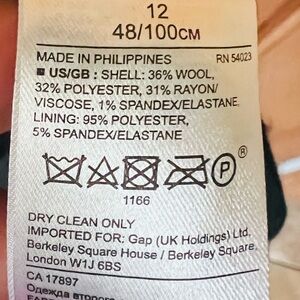 12
48/100CM
MADE IN PHILIPPINES RN 54023
■ US/GB : SHELL: 36% WOOL,
32% POLYESTER, 31% RAYON/
VISCOSE, 1% SPANDEX/ELASTANE,
LINING: 95% POLYESTER,
5% SPANDEX/ELASTANE
P ®
1166
DRY CLEAN ONLY
IMPORTED FOR: Gap (UK Holdings) Ltd.
Berkeley Square House / Berkeley Square,
London W1J 6BS
CA 17897
Одежда второго